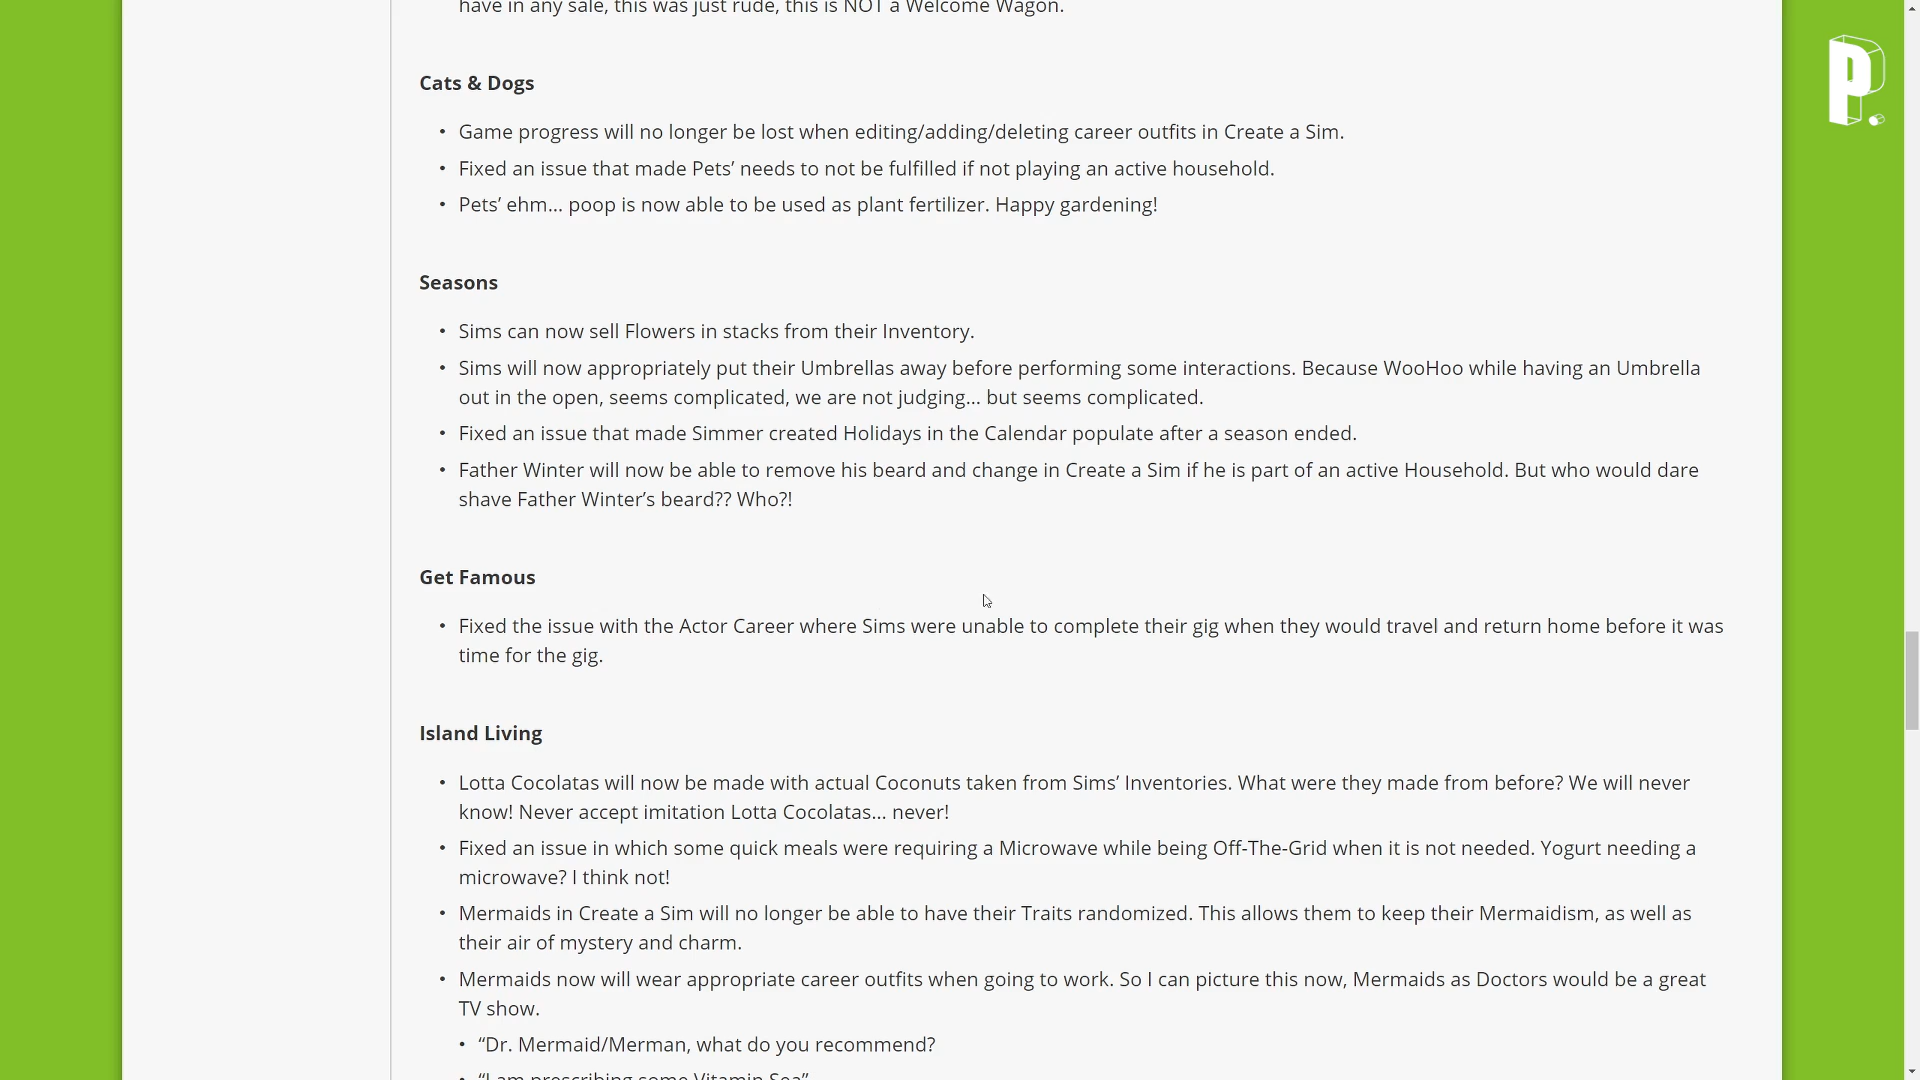 have in any sale, this was just rude, this is NOT a Welcome Wagon.
Cats & Dogs
• Game progress will no longer be lost when editing/adding/deleting career outfits in Create a Sim.
• Fixed an issue that made Pets’ needs to not be fulfilled if not playing an active household.
• Pets’ ehm… poop is now able to be used as plant fertilizer. Happy gardening!
Seasons
• Sims can now sell Flowers in stacks from their Inventory.
• Sims will now appropriately put their Umbrellas away before performing some interactions. Because WooHoo while having an Umbrella
out in the open, seems complicated, we are not judging… but seems complicated.
• Fixed an issue that made Simmer created Holidays in the Calendar populate after a season ended.
• Father Winter will now be able to remove his beard and change in Create a Sim if he is part of an active Household. But who would dare
shave Father Winter’s beard?? Who?!
Get Famous
• Fixed the issue with the Actor Career where Sims were unable to complete their gig when they would travel and return home before it was
time for the gig.
Island Living
• Lotta Cocolatas will now be made with actual Coconuts taken from Sims’ Inventories. What were they made from before? We will never
know! Never accept imitation Lotta Cocolatas… never!
• Fixed an issue in which some quick meals were requiring a Microwave while being Off-The-Grid when it is not needed. Yogurt needing a
microwave? I think not!
• Mermaids in Create a Sim will no longer be able to have their Traits randomized. This allows them to keep their Mermaidism, as well as
their air of mystery and charm.
• Mermaids now will wear appropriate career outfits when going to work. So I can picture this now, Mermaids as Doctors would be a great
TV show.
• “Dr. Mermaid/Merman, what do you recommend?
• “I am prescribing some Vitamin Sea”
P.